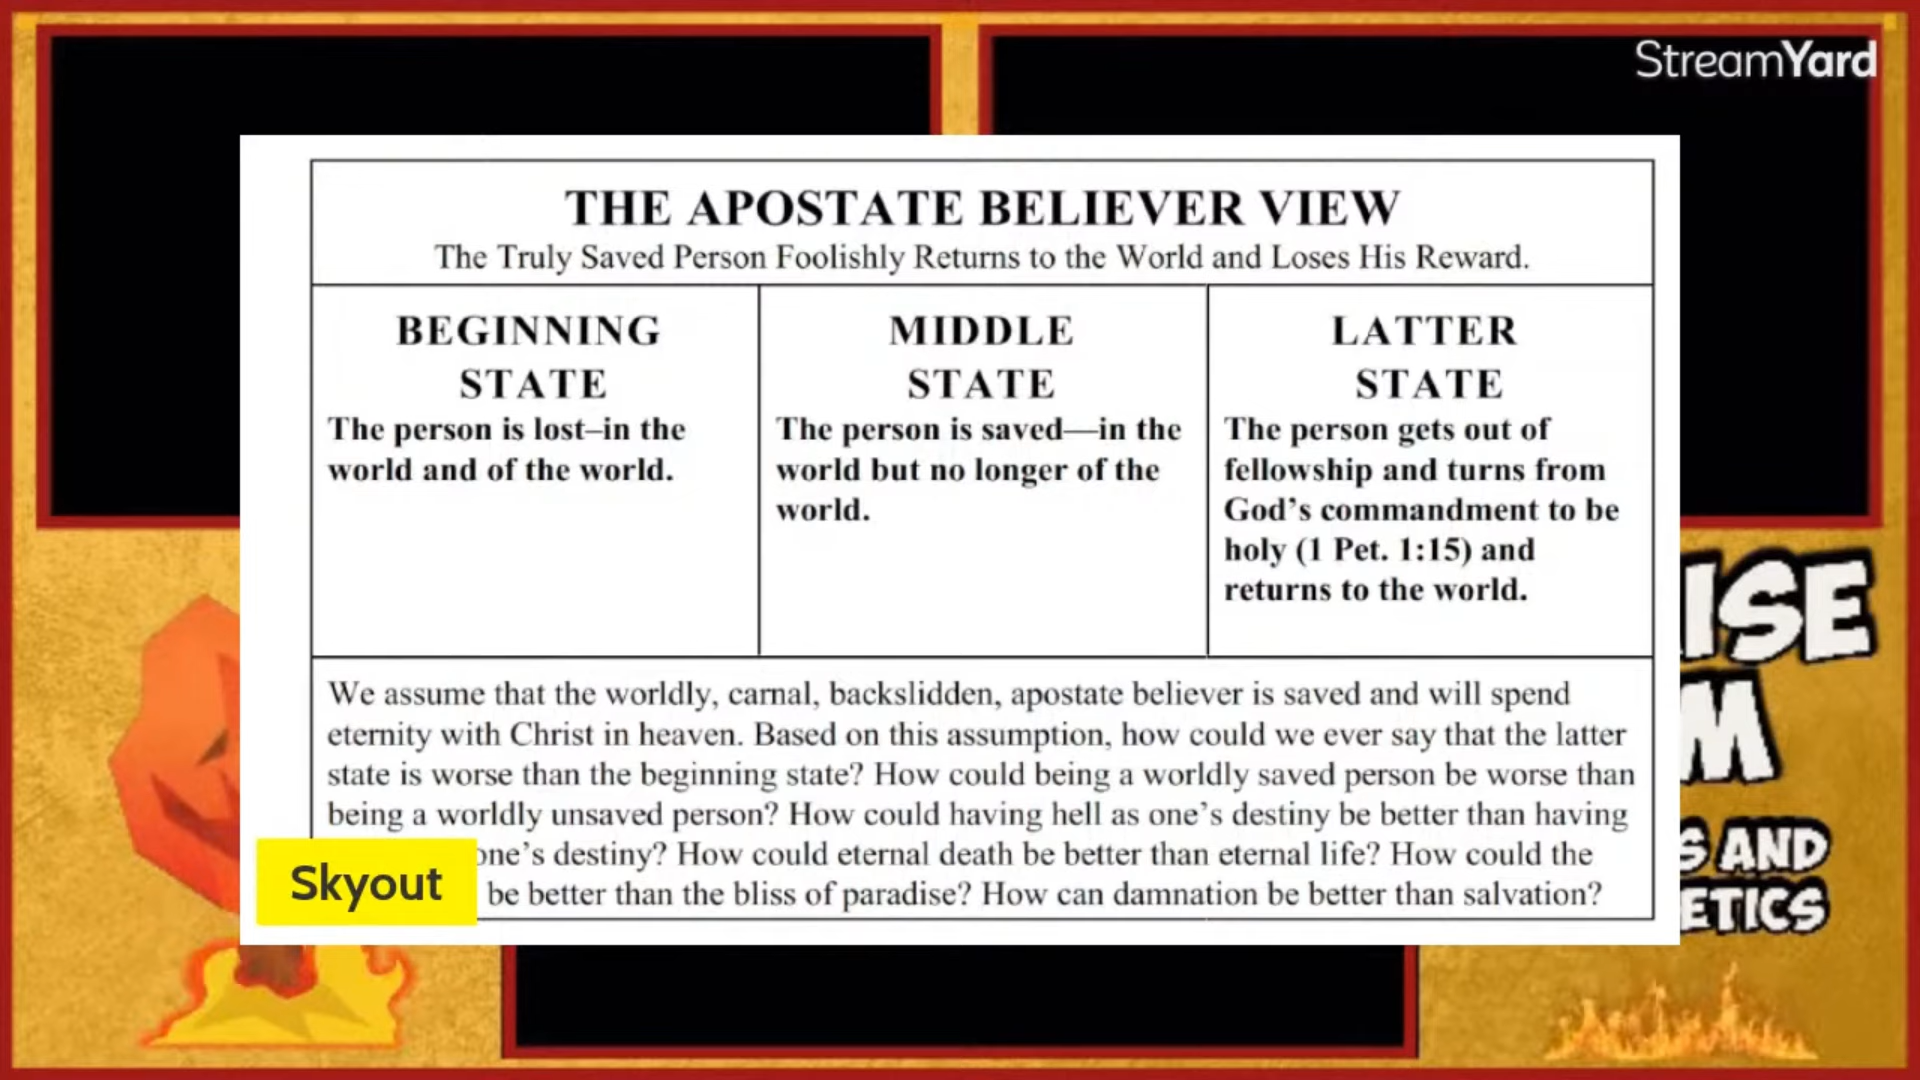 StreamYard
THE APOSTATE BELIEVER VIEW
The Truly Saved Person Foolishly Returns to the World and Loses His Reward.
BEGINNING
STATE
The person is lost–in the
world and of the world.
MIDDLE
STATE
The person is saved—in the
world but no longer of the
world.
LATTER
STATE
The person gets out of
fellowship and turns from
God's commandment to be
holy (1 Pet. 1:15) and
returns to the world.
We assume that the worldly, carnal, backslidden, apostate believer is saved and will spend
eternity with Christ in heaven. Based on this assumption, how could we ever say that the latter
state is worse than the beginning state? How could being a worldly saved person be worse than
being a worldly unsaved person? How could having hell as one's destiny be better than having
one's destiny? How could eternal death be better than eternal life? How could the
be better than the bliss of paradise? How can damnation be better than salvation?
Skyout
AND